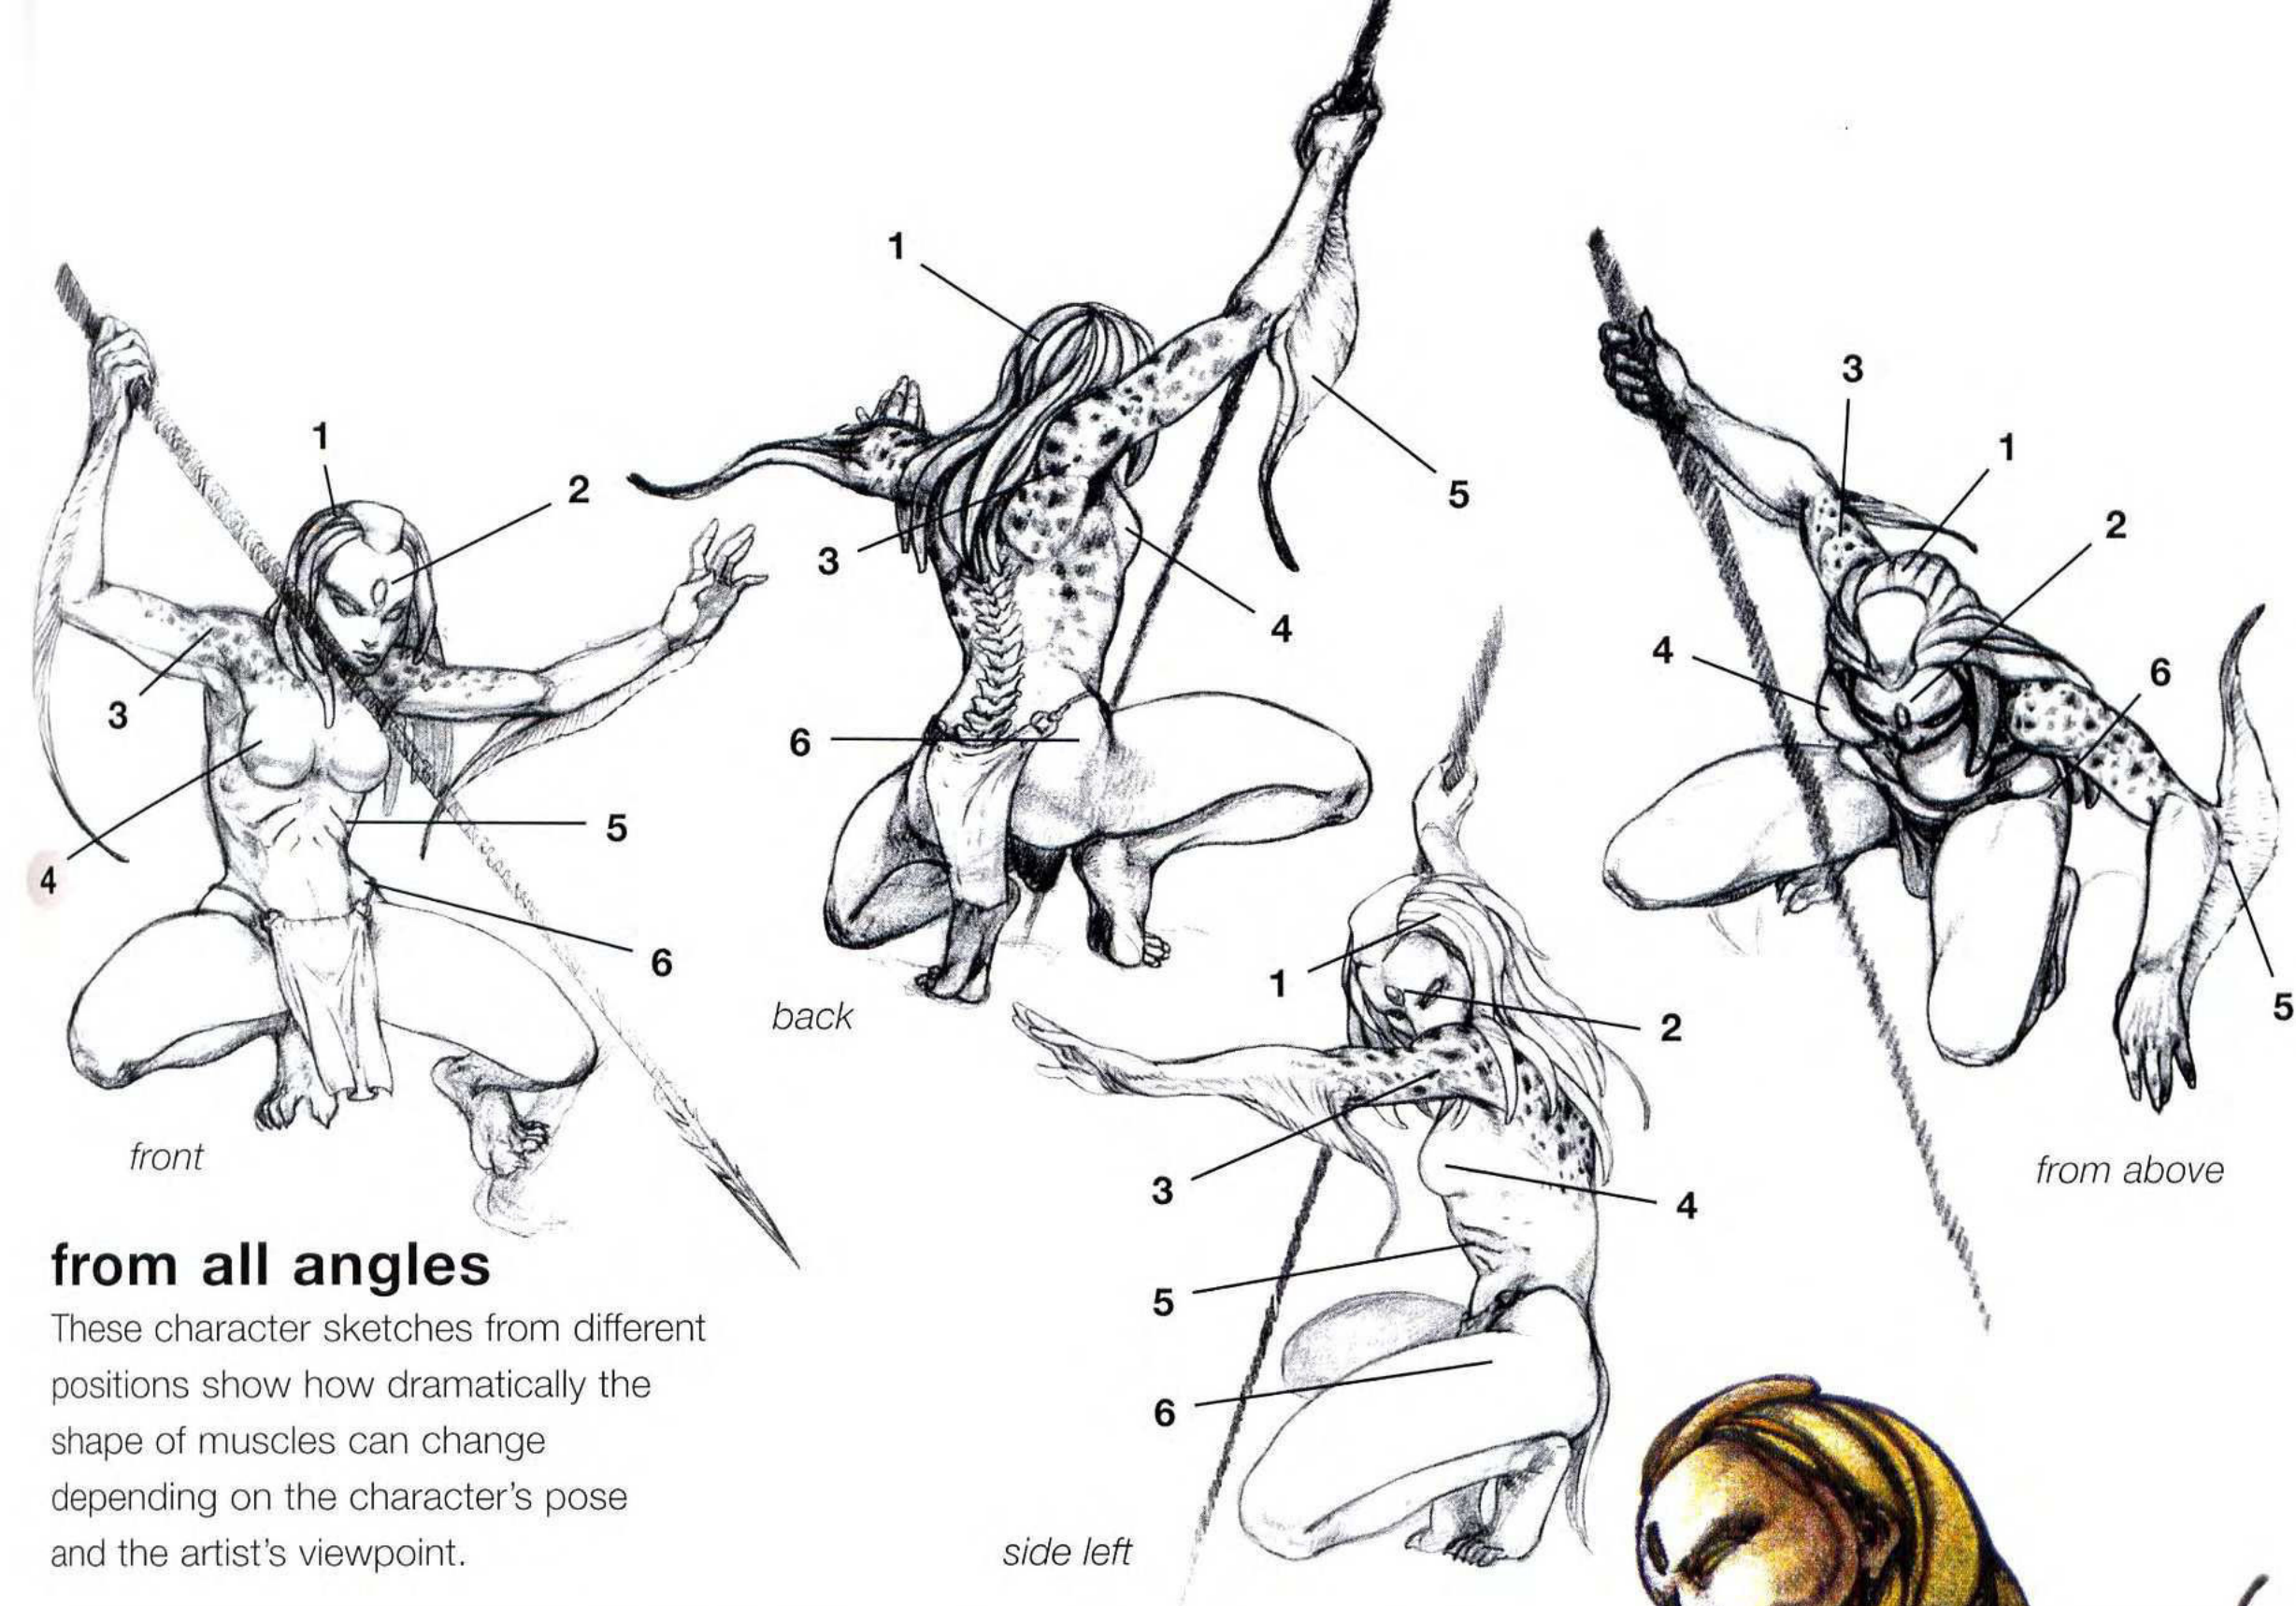 1
1
3
1
2
5
3
2
4
3
4
6
6
5
4
1
6
2
5
front
back
3
4
from above
5
6
side left
from all angles
These character sketches from different
positions show how dramatically the
shape of muscles can change
depending on the character's pose
and the artist's viewpoint.